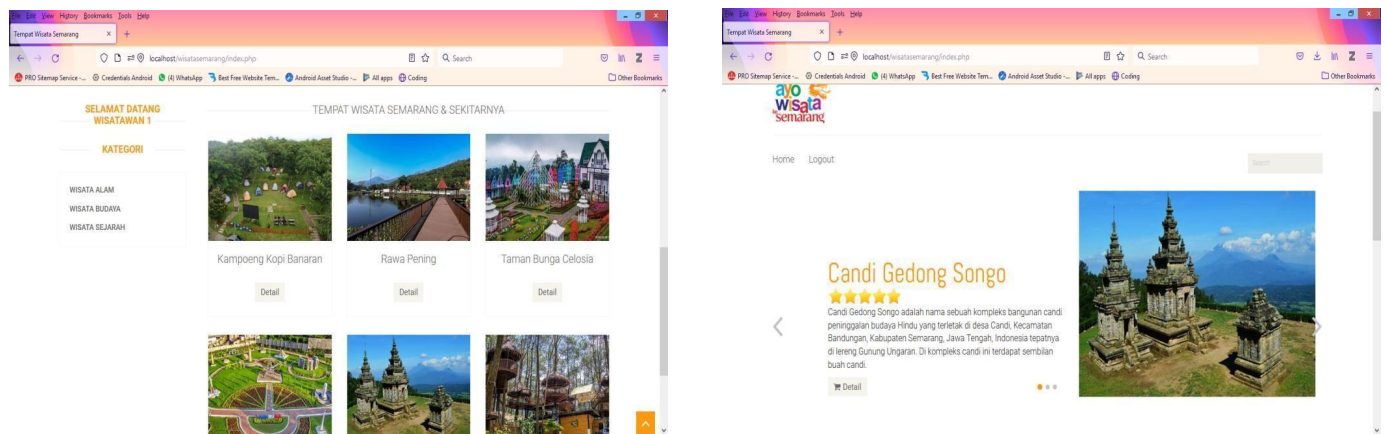 File Edit View History Bookmarks Tools Help
Tempat Wisata Semarang
localhost/wisatasemarang/index.php
Search
PRO Sitemap Service -...
Credentials Android
(4) WhatsApp
Best Free Website Tem...
Android Asset Studio -...
All apps
Coding
Other Bookmarks
SELAMAT DATANG
WISATAWAN 1
KATEGORI
WISATA ALAM
WISATA BUDAYA
WISATA SEJARAH
TEMPAT WISATA SEMARANG & SEKITARNYA
Kampoeng Kopi Banaran
Detail
Rawa Pening
Detail
Taman Bunga Celosia
Detail
File Edit View History Bookmarks Tools Help
Tempat Wisata Semarang
localhost/wisatasemarang/index.php
Search
PRO Sitemap Service -...
Credentials Android
(4) WhatsApp
Best Free Website Tem...
Android Asset Studio -...
All apps
Coding
Other Bookmarks
ayo
wisata
semarang
Home Logout
Search
Candi Gedong Songo
Candi Gedong Songo adalah nama sebuah kompleks bangunan candi
peninggalan budaya Hindu yang terletak di desa Candi, Kecamatan
Bandungan, Kabupaten Semarang, Jawa Tengah, Indonesia tepatnya
di lereng Gunung Ungaran. Di kompleks candi ini terdapat sembilan
buah candi.
Detail